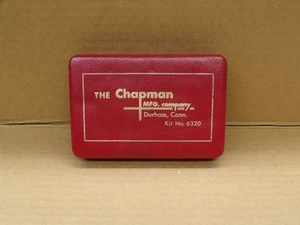 THE Chapman
MFG. company
Durham, Conn.
Kit No. 6320